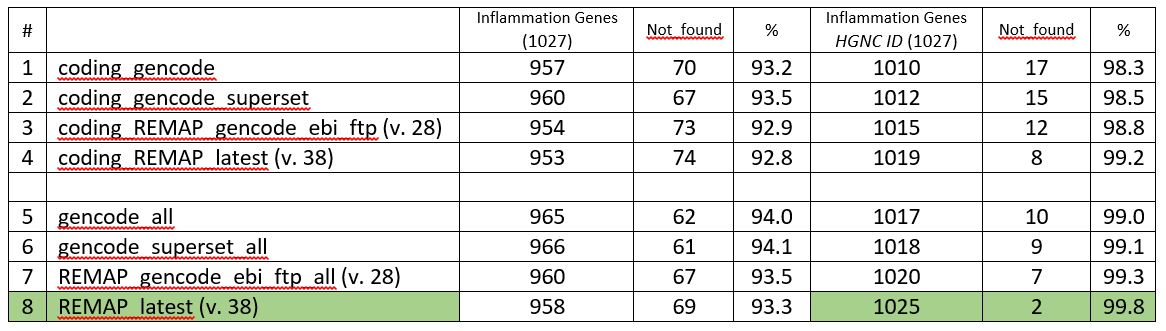 # Inflammation Genes (1027) Not_found % Inflammation Genes HGNC ID (1027) Not_found %
1 coding_gencode 957 70 93.2 1010 17 98.3
2 coding_gencode_superset 960 67 93.5 1012 15 98.5
3 coding_REMAP_gencode_ebi_ftp (v. 28) 954 73 92.9 1015 12 98.8
4 coding_REMAP_latest (v. 38) 953 74 92.8 1019 8 99.2
5 gencode_all 965 62 94.0 1017 10 99.0
6 gencode_superset_all 966 61 94.1 1018 9 99.1
7 REMAP_gencode_ebi_ftp_all (v. 28) 960 67 93.5 1020 7 99.3
8 REMAP_latest (v. 38) 958 69 93.3 1025 2 99.8